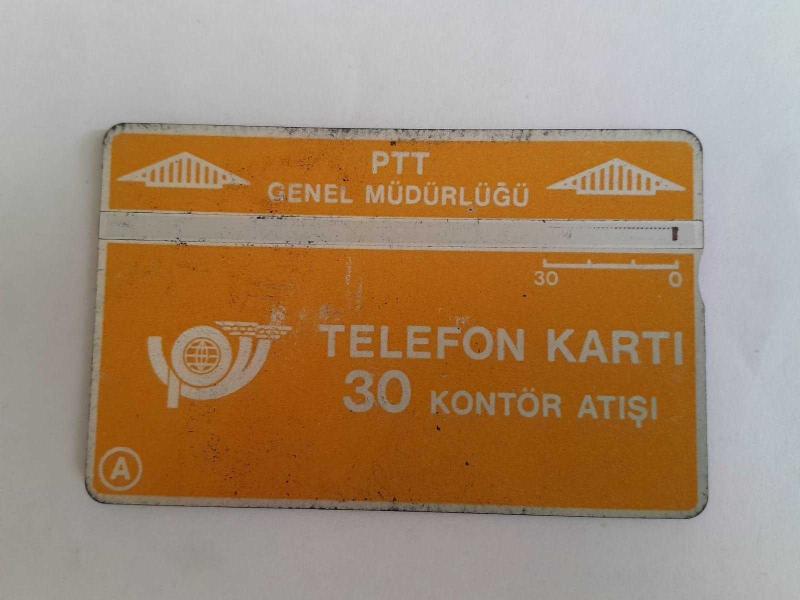 PTT
GENEL MÜDÜRLÜĞÜ
30 0
TELEFON KARTI
30 KONTÖR ATIŞI
A